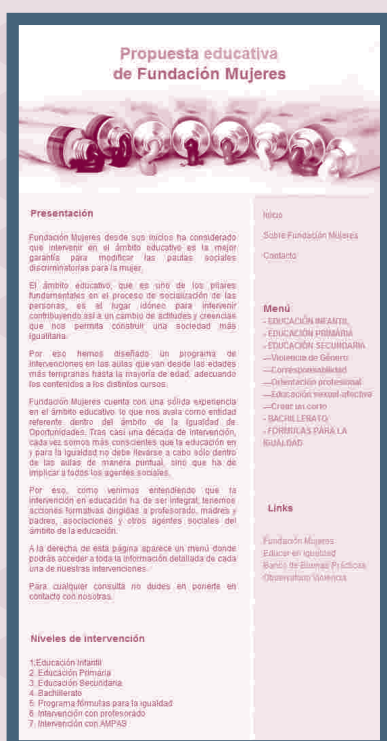 Propuesta educativa
de Fundación Mujeres
Presentación
Fundación Mujeres desde sus inicios ha considerado
que intervenir en el ámbito educativo es la mejor
garantía para modificar las pautas sociales
discriminatorias para la mujer.
El ámbito educativo, que es uno de los pilares
fundamentales en el proceso de socialización de las
personas, es el lugar idóneo para intervenir
contribuyendo así a un cambio de actitudes y creencias
que nos permita construir una sociedad más
igualitaria.
Por eso hemos diseñado un programa de
intervenciones en las aulas que van desde las edades
más tempranas hasta la mayoría de edad, adecuando
los contenidos a los distintos cursos.
Fundación Mujeres cuenta con una sólida experiencia
en el ámbito educativo, lo que nos avala como entidad
referente dentro del ámbito de la Igualdad de
Oportunidades. Tras casi una década de intervención,
cada vez somos más conscientes que la educación en
y para la igualdad no debe llevarse a cabo sólo dentro
de las aulas de manera puntual, sino que ha de
implicar a todos los agentes sociales.
Por eso, como venimos entendiendo que la
intervención en educación ha de ser integral, tenemos
acciones formativas dirigidas a profesorado, madres y
padres, asociaciones y otros agentes sociales del
ámbito de la educación.
A la derecha de esta página aparece un menú donde
podrás acceder a toda la información detallada de cada
una de nuestras intervenciones.
Para cualquier consulta no dudes en ponerte en
contacto con nosotras.
Niveles de intervención
1. Educación Infantil
2. Educación Primaria
3. Educación Secundaria
4. Bachillerato
5. Programa fórmulas para la igualdad
6. Intervención con profesorado
7. Intervención con AMPAS
Inicio
Sobre Fundación Mujeres
Contacto
Menú
- EDUCACIÓN INFANTIL
- EDUCACIÓN PRIMARIA
- EDUCACIÓN SECUNDARIA
---Violencia de Género
---Corresponsabilidad
---Orientación profesional
---Educación sexual-afectiva
---Crear un corto
- BACHILLERATO
- FORMULAS PARA LA
IGUALDAD
Links
Fundación Mujeres
Educar en igualdad
Banco de Buenas Prácticas
Observatorio Violencia